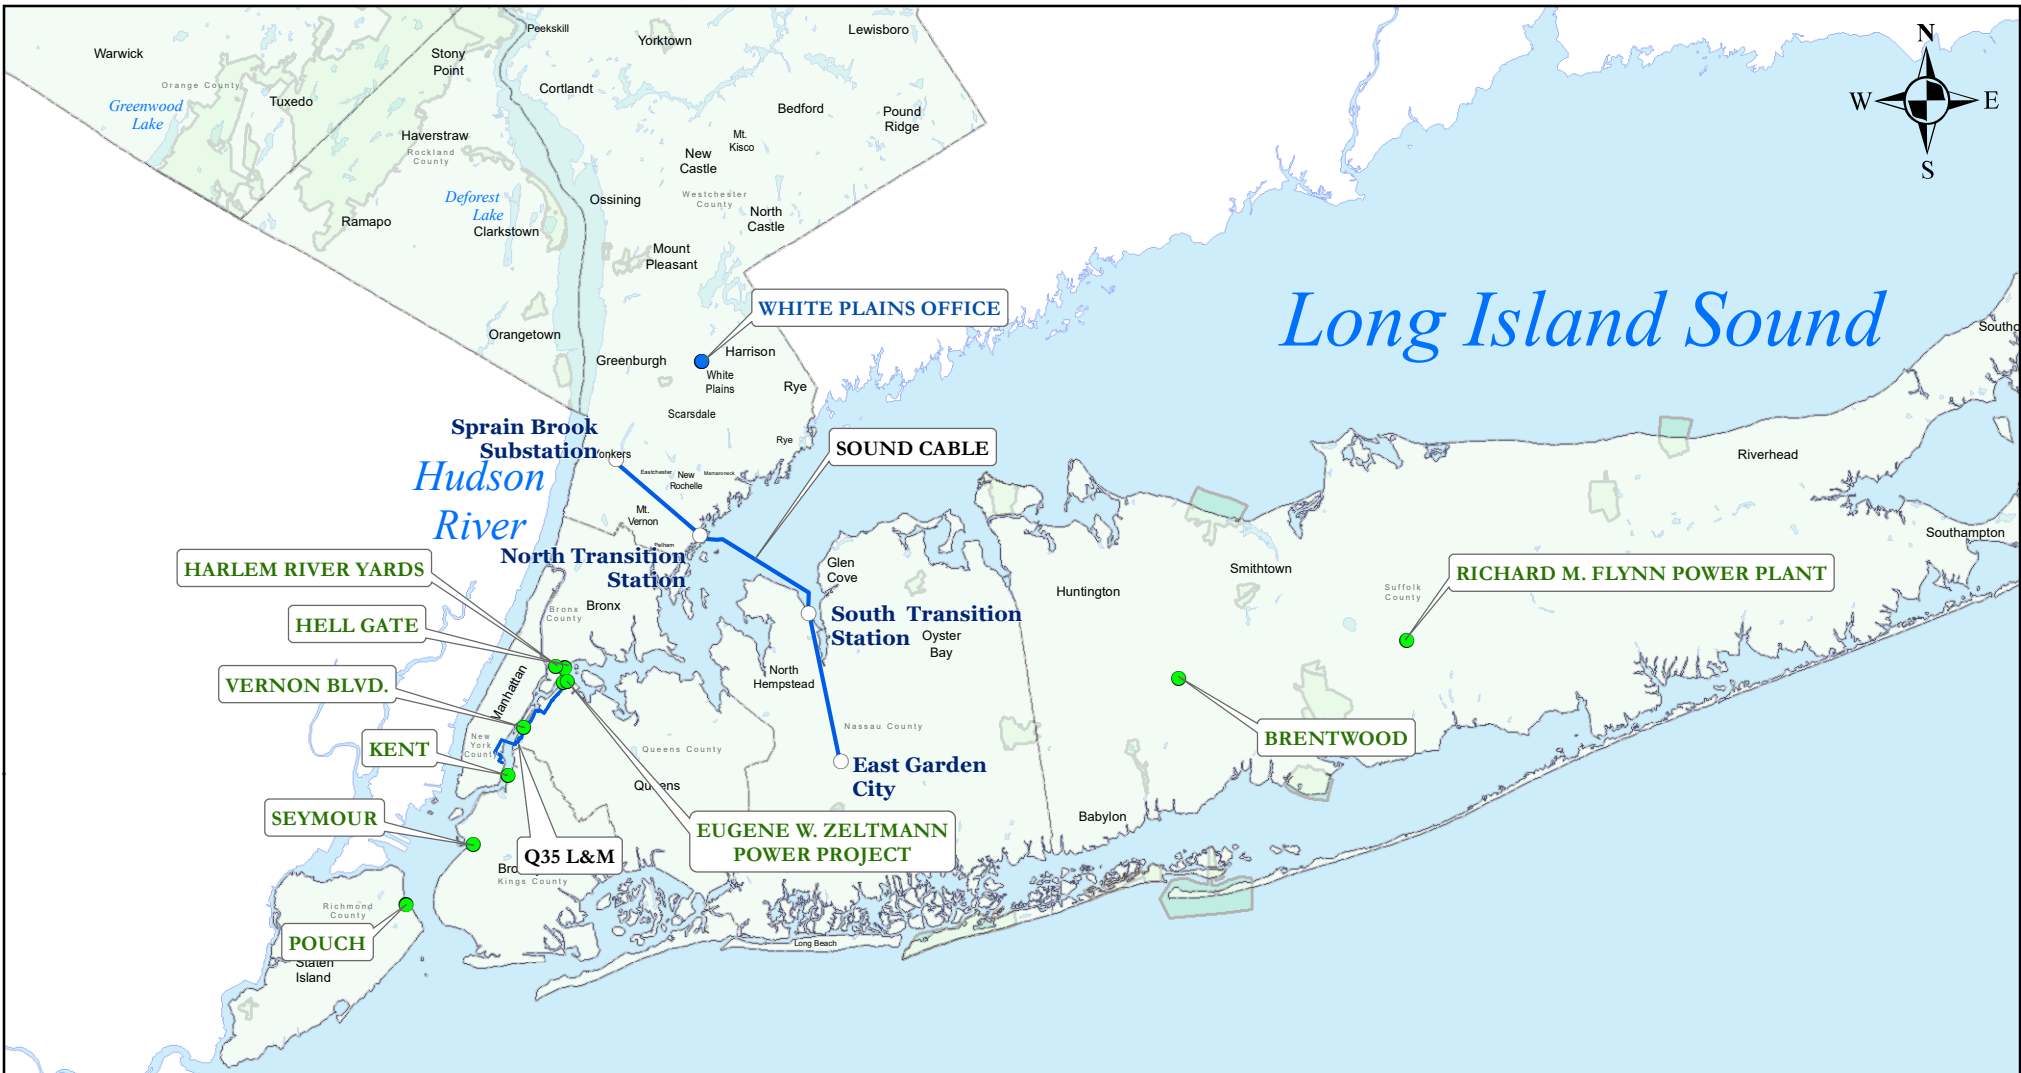 Peekskill
Warwick
Stony
Point
Yorktown
Lewisboro
N
Orange County
Tuxedo
Cortlandt
Greenwood
Lake
Bedford
Pound
Ridge
W
E
S
Haverstraw
Rockland
County
Mt.
Kisco
New
Castle
Westchester
County
Deforest
Lake
Clarkstown
Ramapo
Ossining
North
Castle
Mount
Pleasant
WHITE PLAINS OFFICE
Long Island Sound
Orangetown
Greenburgh
Harrison
White
Plains
Rye
Scarsdale
Sprain Brook
Substation
Rye
SOUND CABLE
Hudson
River
Eastchester
New
Rochelle
Mamaroneck
Riverhead
Mt.
Vernon
Pelham
North Transition
Station
Southampton
HARLEM RIVER YARDS
Glen
Cove
Huntington
Smithtown
Suffolk
County
RICHARD M. FLYNN POWER PLANT
Bronx
County
Bronx
HELL GATE
South Transition
Station
Oyster
Bay
VERNON BLVD.
Manhattan
North
Hempstead
Nassau County
BRENTWOOD
KENT
New
York
County
Queens County
Queens
East Garden
City
SEYMOUR
Babylon
EUGENE W. ZELTMANN
POWER PROJECT
Q35 L&M
Kings County
Richmond
County
POUCH
Staten
Island
Long Beach